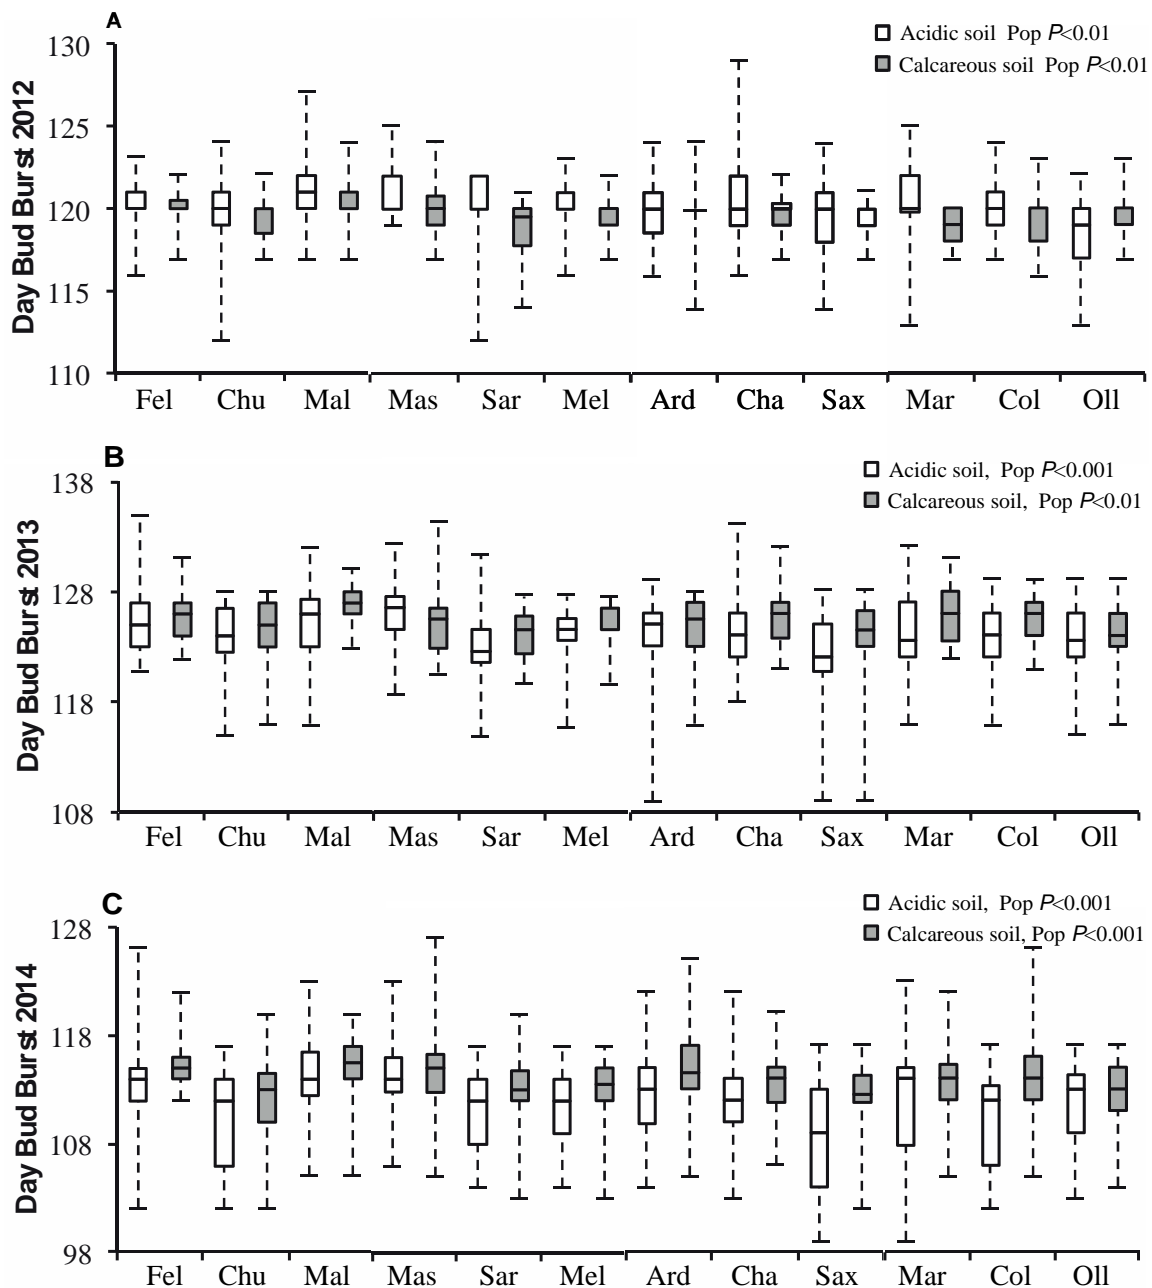 A
Acidic soil Pop P<0.01
Calcareous soil Pop P<0.01
Day Bud Burst 2012
130
125
120
115
110
Fel Chu Mal Mas Sar Mel Ard Cha Sax Mar Col Oll
B
Acidic soil, Pop P<0.001
Calcareous soil, Pop P<0.01
Day Bud Burst 2013
138
128
118
108
Fel Chu Mal Mas Sar Mel Ard Cha Sax Mar Col Oll
C
Acidic soil, Pop P<0.001
Calcareous soil, Pop P<0.001
Day Bud Burst 2014
128
118
108
98
Fel Chu Mal Mas Sar Mel Ard Cha Sax Mar Col Oll